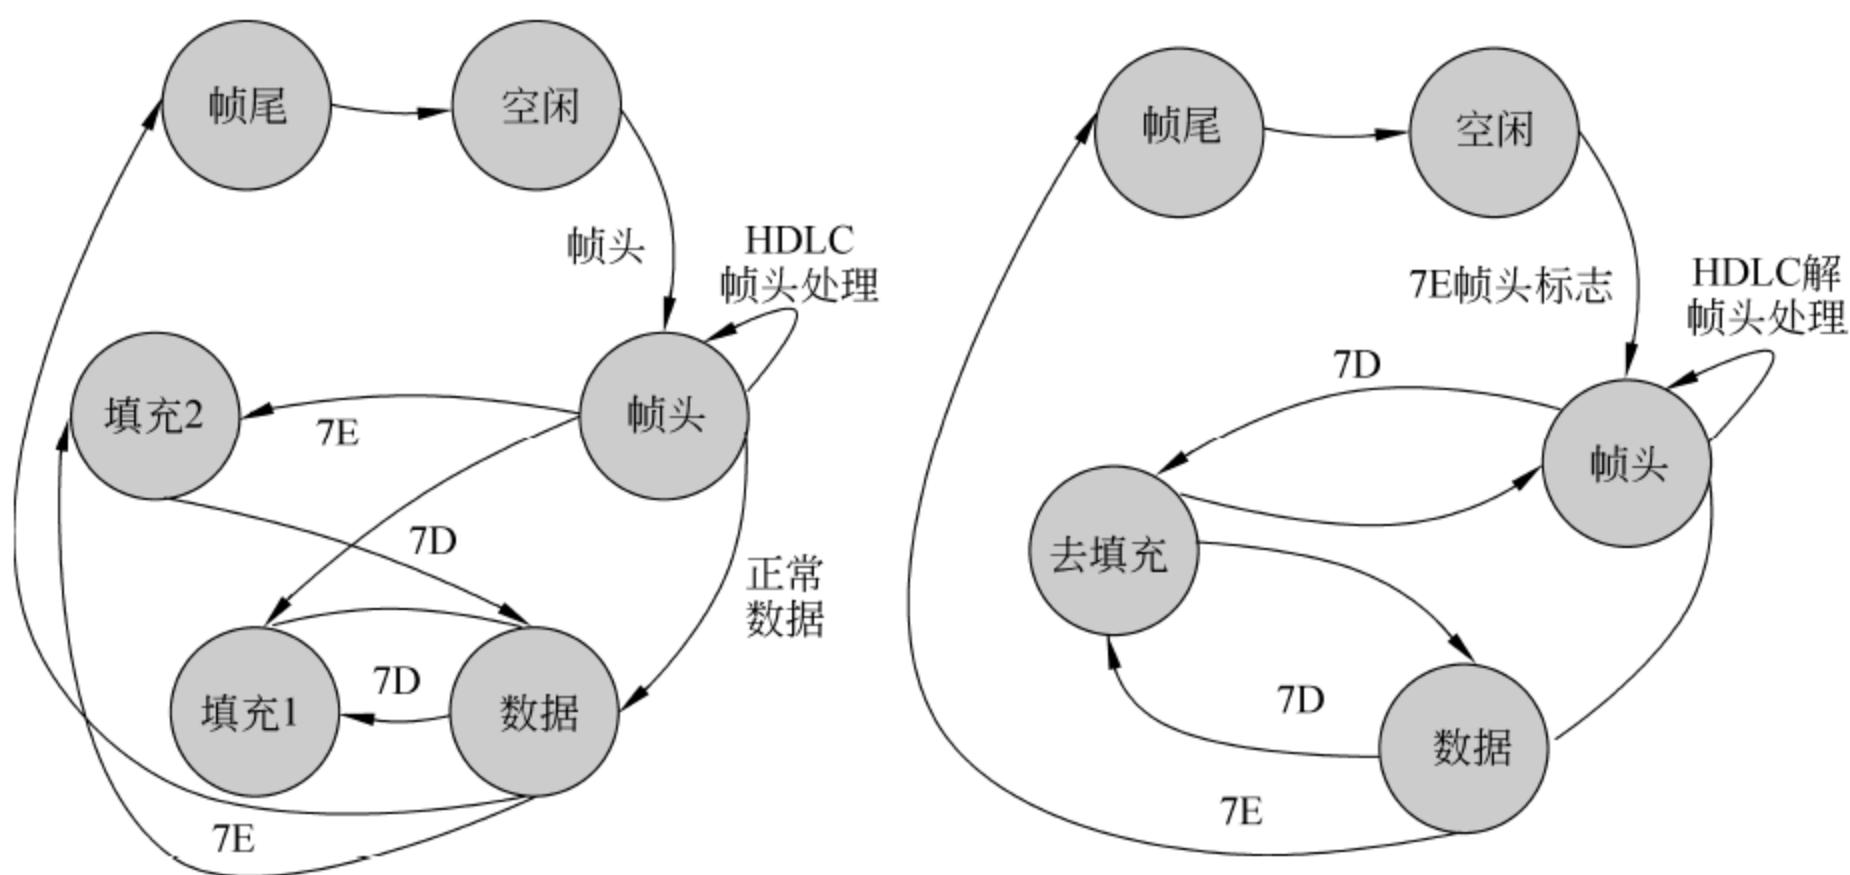 帧尾
空闲
帧头
HDLC
帧头处理
填充2
7E
帧头
7D
正常
数据
填充1
7D
数据
7E
帧尾
空闲
7E帧头标志
HDLC解
帧头处理
7D
帧头
去填充
7D
数据
7E